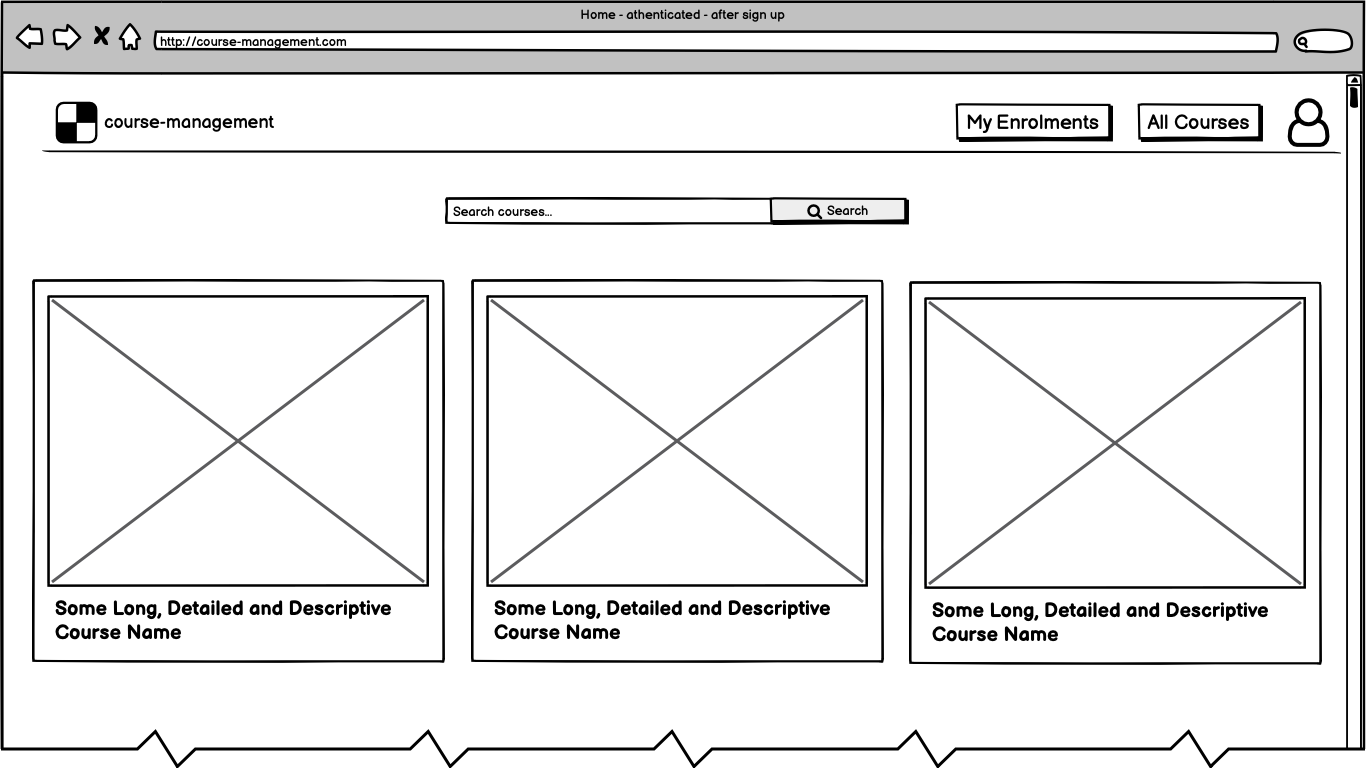 Home - athenticated - after sign up
http://course-management.com
course-management
My Enrolments
All Courses
Search courses...
Search
Some Long, Detailed and Descriptive
Course Name
Some Long, Detailed and Descriptive
Course Name
Some Long, Detailed and Descriptive
Course Name